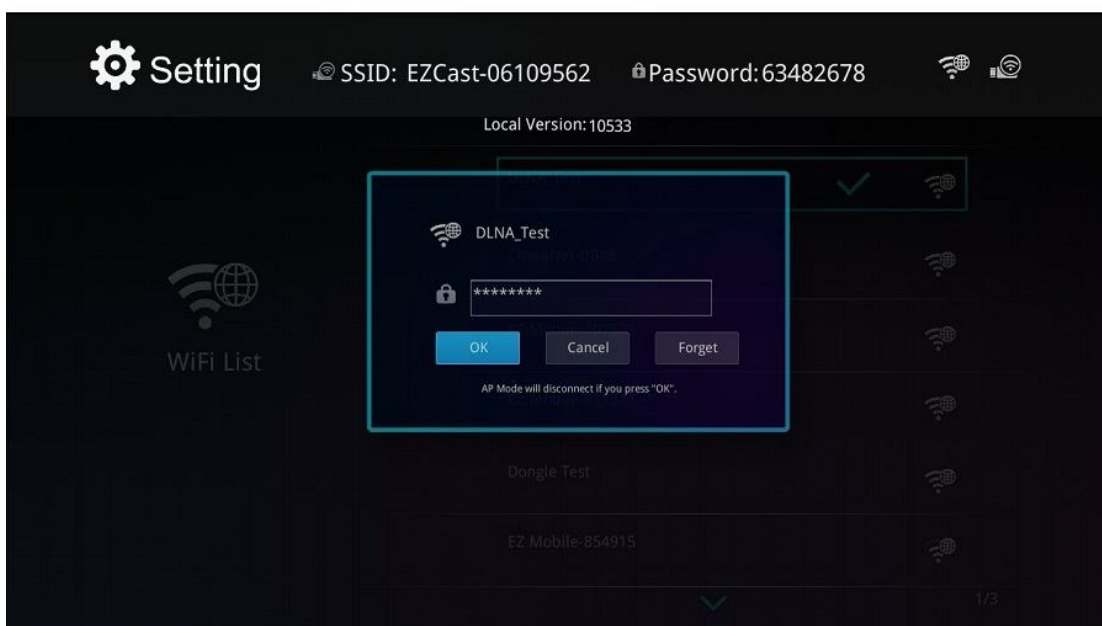 Setting
SSID: EZCast-06109562
Password: 63482678
Local Version: 10533
DLNA_Test
DLNA_Test
********
OK
Cancel
Forget
AP Mode will disconnect if you press "OK".
WiFi List
Dongle Test
EZ Mobile-854915
1/3